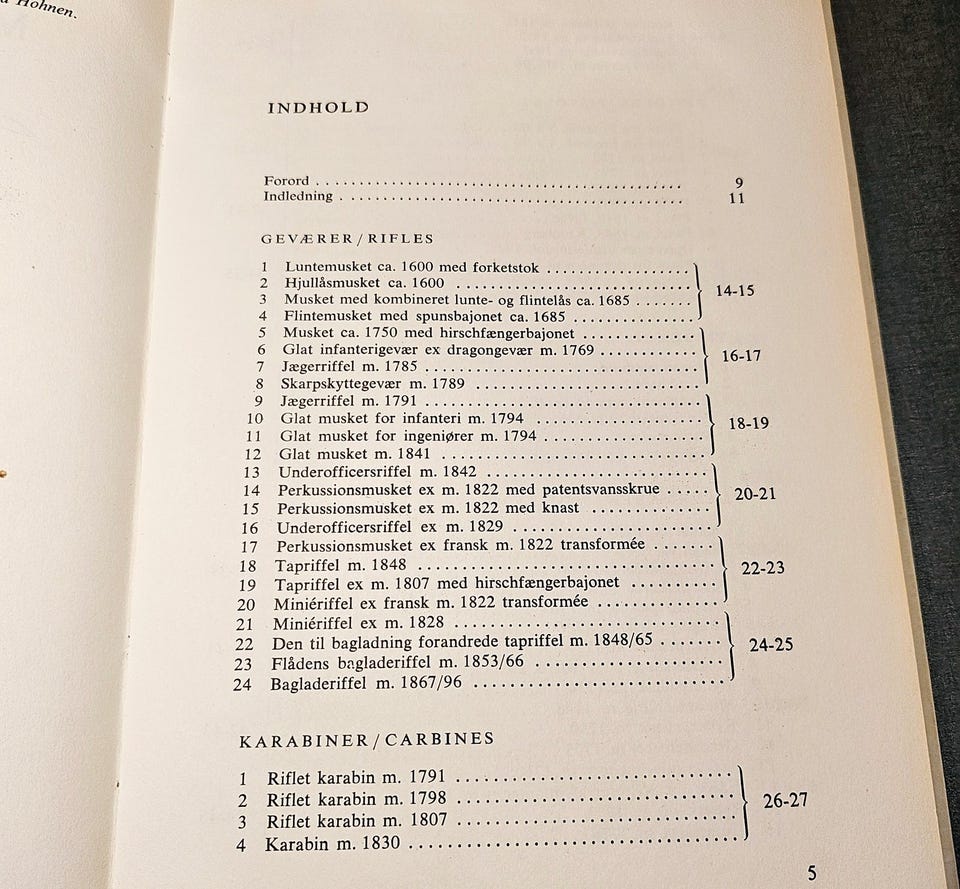 Hohnen.
INDHOLD
Forord 9
Indledning 11
GEVÆRER/RIFLES
1 Luntemusket ca. 1600 med forketstok
2 Hjullåsmusket ca. 1600
3 Musket med kombineret lunte- og flintelås ca. 1685
4 Flintemusket med spunsbajonet ca. 1685
14-15
5 Musket ca. 1750 med hirschfængerbajonet
6 Glat infanterigevær ex dragongevær m. 1769
7 Jægerriffel m. 1785
8 Skarpskyttegevær m. 1789
16-17
9 Jægerriffel m. 1791
10 Glat musket for infanteri m. 1794
11 Glat musket for ingeniører m. 1794
12 Glat musket m. 1841
18-19
13 Underofficersriffel m. 1842
14 Perkussionsmusket ex m. 1822 med patentsvansskrue
15 Perkussionsmusket ex m. 1822 med knast
16 Underofficersriffel ex m. 1829
20-21
17 Perkussionsmusket ex fransk m. 1822 transformée
18 Tapriffel m. 1848
19 Tapriffel ex m. 1807 med hirschfængerbajonet
20 Miniériffel ex fransk m. 1822 transformée
22-23
21 Miniériffel ex m. 1828
22 Den til bagladning forandrede tapriffel m. 1848/65
23 Flådens bagladeriffel m. 1853/66
24 Bagladeriffel m. 1867/96
24-25
KARABINER/CARBINES
1 Riflet karabin m. 1791
2 Riflet karabin m. 1798
3 Riflet karabin m. 1807
4 Karabin m. 1830
26-27
5